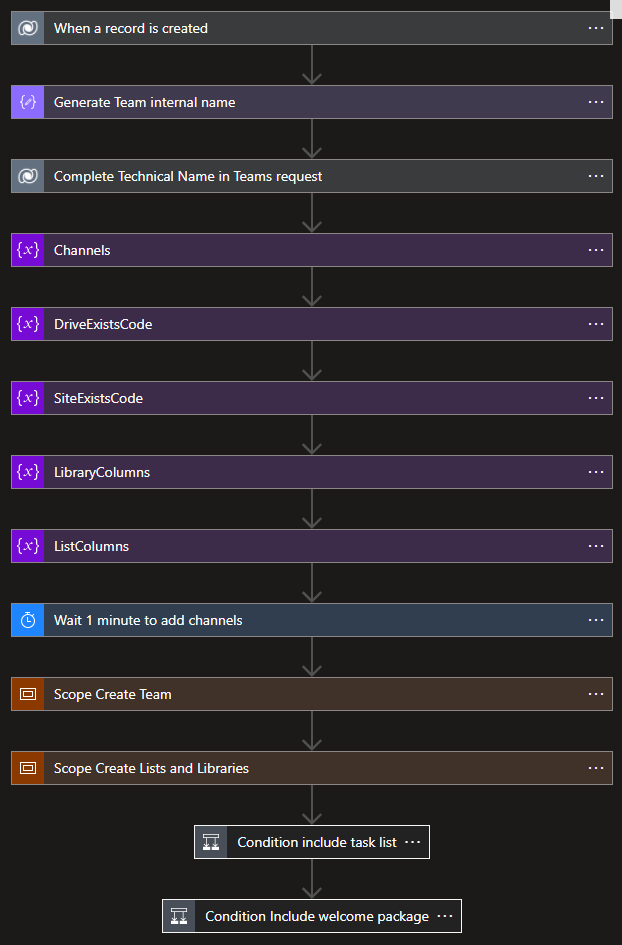 When a record is created
Generate Team internal name
Complete Technical Name in Teams request
{x} Channels
{x} DriveExistsCode
{x} SiteExistsCode
{x} LibraryColumns
{x} ListColumns
Wait 1 minute to add channels
Scope Create Team
Scope Create Lists and Libraries
Condition include task list
Condition Include welcome package